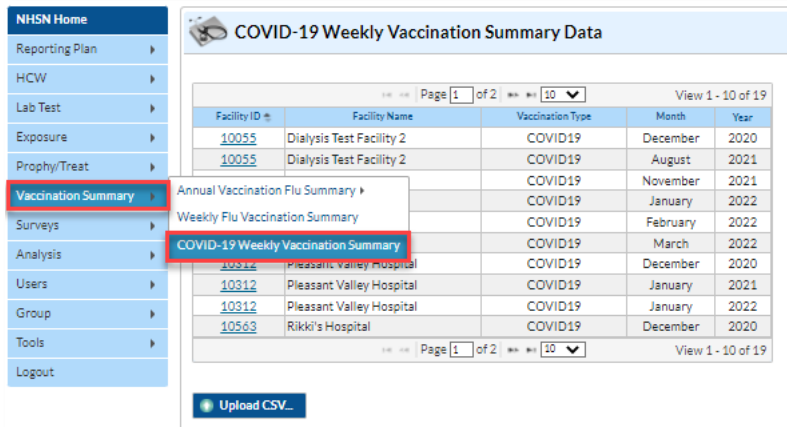 NHSN Home
Reporting Plan
HCW
Lab Test
Exposure
Prophy/Treat
Vaccination Summary
Surveys
Analysis
Users
Group
Tools
Logout
Annual Vaccination Flu Summary
Weekly Flu Vaccination Summary
COVID-19 Weekly Vaccination Summary
COVID-19 Weekly Vaccination Summary Data
Page 1 of 2 10 View 1 - 10 of 19
Facility ID Facility Name Vaccination Type Month Year
10055 Dialysis Test Facility 2 COVID19 December 2020
10055 Dialysis Test Facility 2 COVID19 August 2021
COVID19 November 2021
COVID19 January 2022
COVID19 February 2022
COVID19 March 2022
10312 Pleasant Valley Hospital COVID19 December 2020
10312 Pleasant Valley Hospital COVID19 January 2021
10312 Pleasant Valley Hospital COVID19 January 2022
10563 Rikki's Hospital COVID19 December 2020
Page 1 of 2 10 View 1 - 10 of 19
Upload CSV...